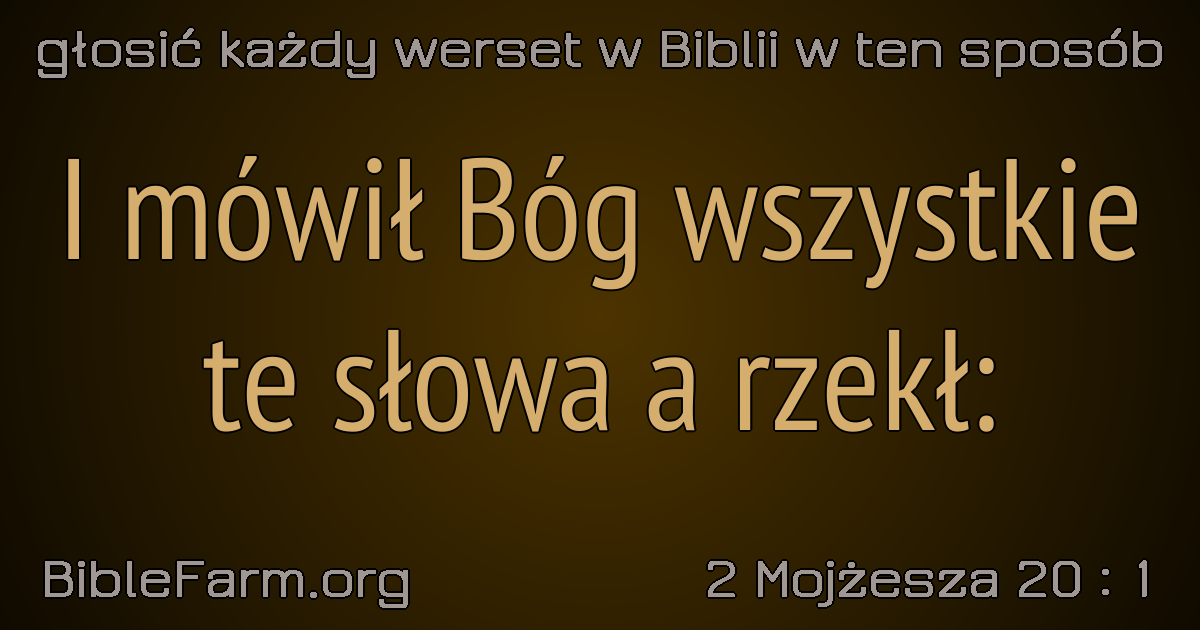 głosić każdy werset w Biblii w ten sposób
I mówił Bóg wszystkie
te słowa a rzekł:
BibleFarm.org
2 Mojżesza 20 : 1